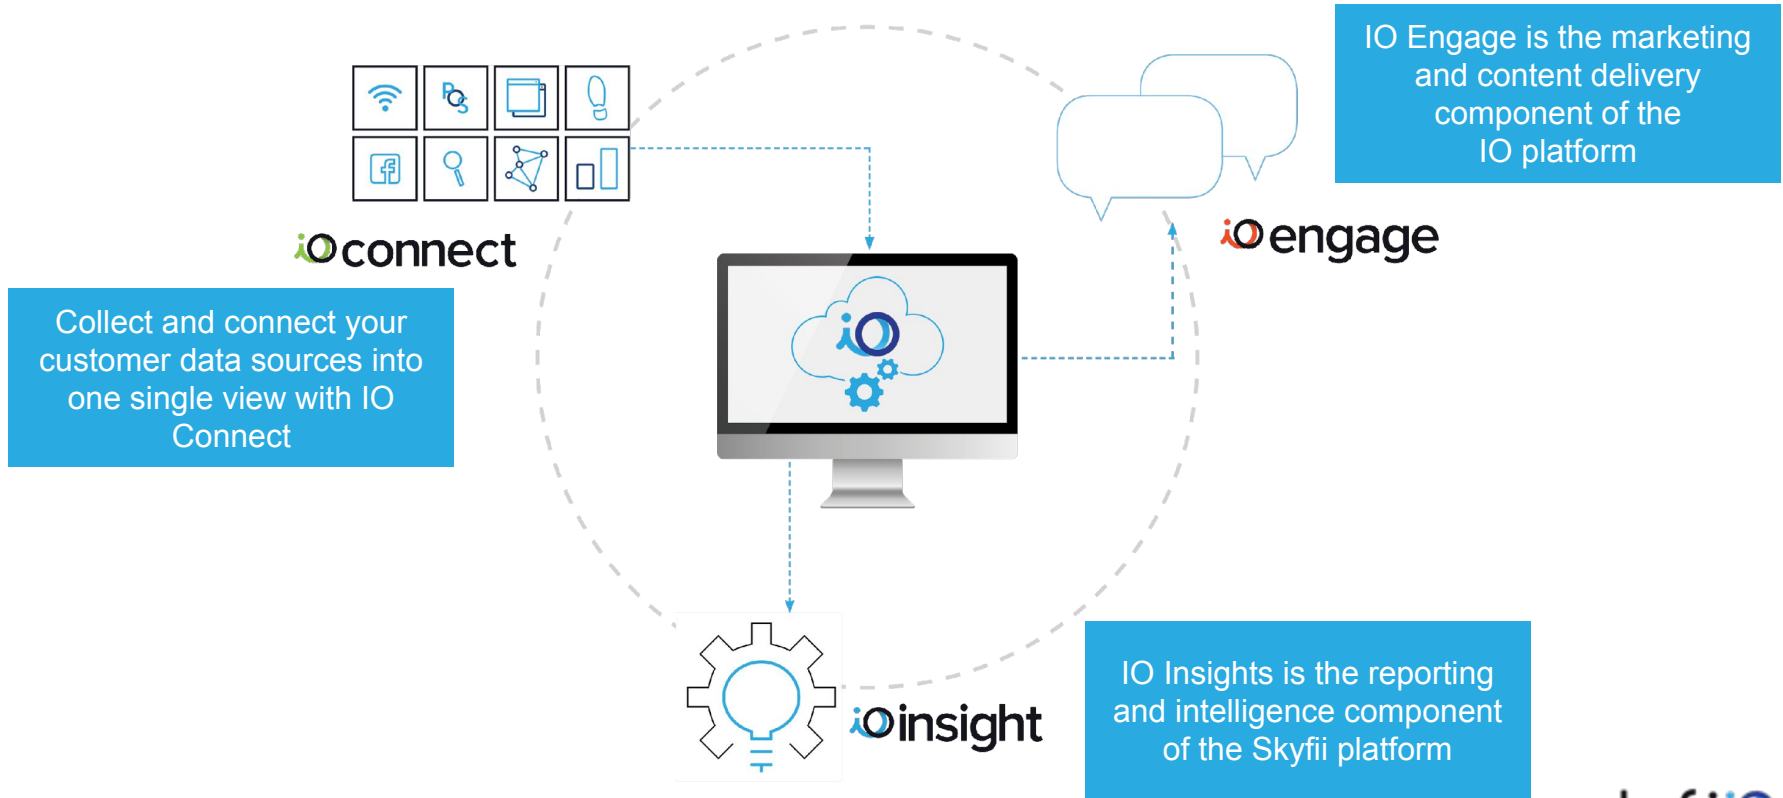 IO Engage is the marketing
and content delivery
component of the
IO platform
POS
f
iO connect
iO engage
iO
Collect and connect your
customer data sources into
one single view with IO
Connect
iO insight
IO Insights is the reporting
and intelligence component
of the Skyfii platform